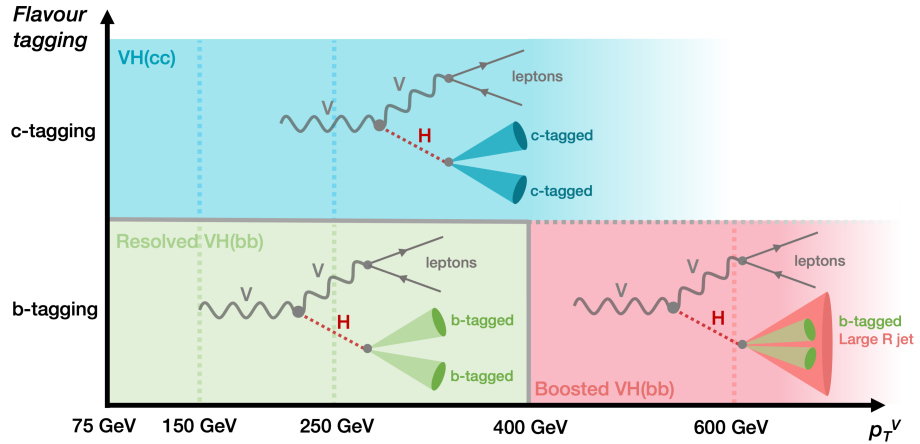 Flavour
tagging
VH(cc)
V
V
leptons
c-tagging
H
c-tagged
c-tagged
Resolved VH(bb)
V
V
leptons
b-tagging
H
b-tagged
b-tagged
V
V
leptons
H
b-tagged
Large R jet
Boosted VH(bb)
75 GeV 150 GeV 250 GeV 400 GeV 600 GeV p_T^V